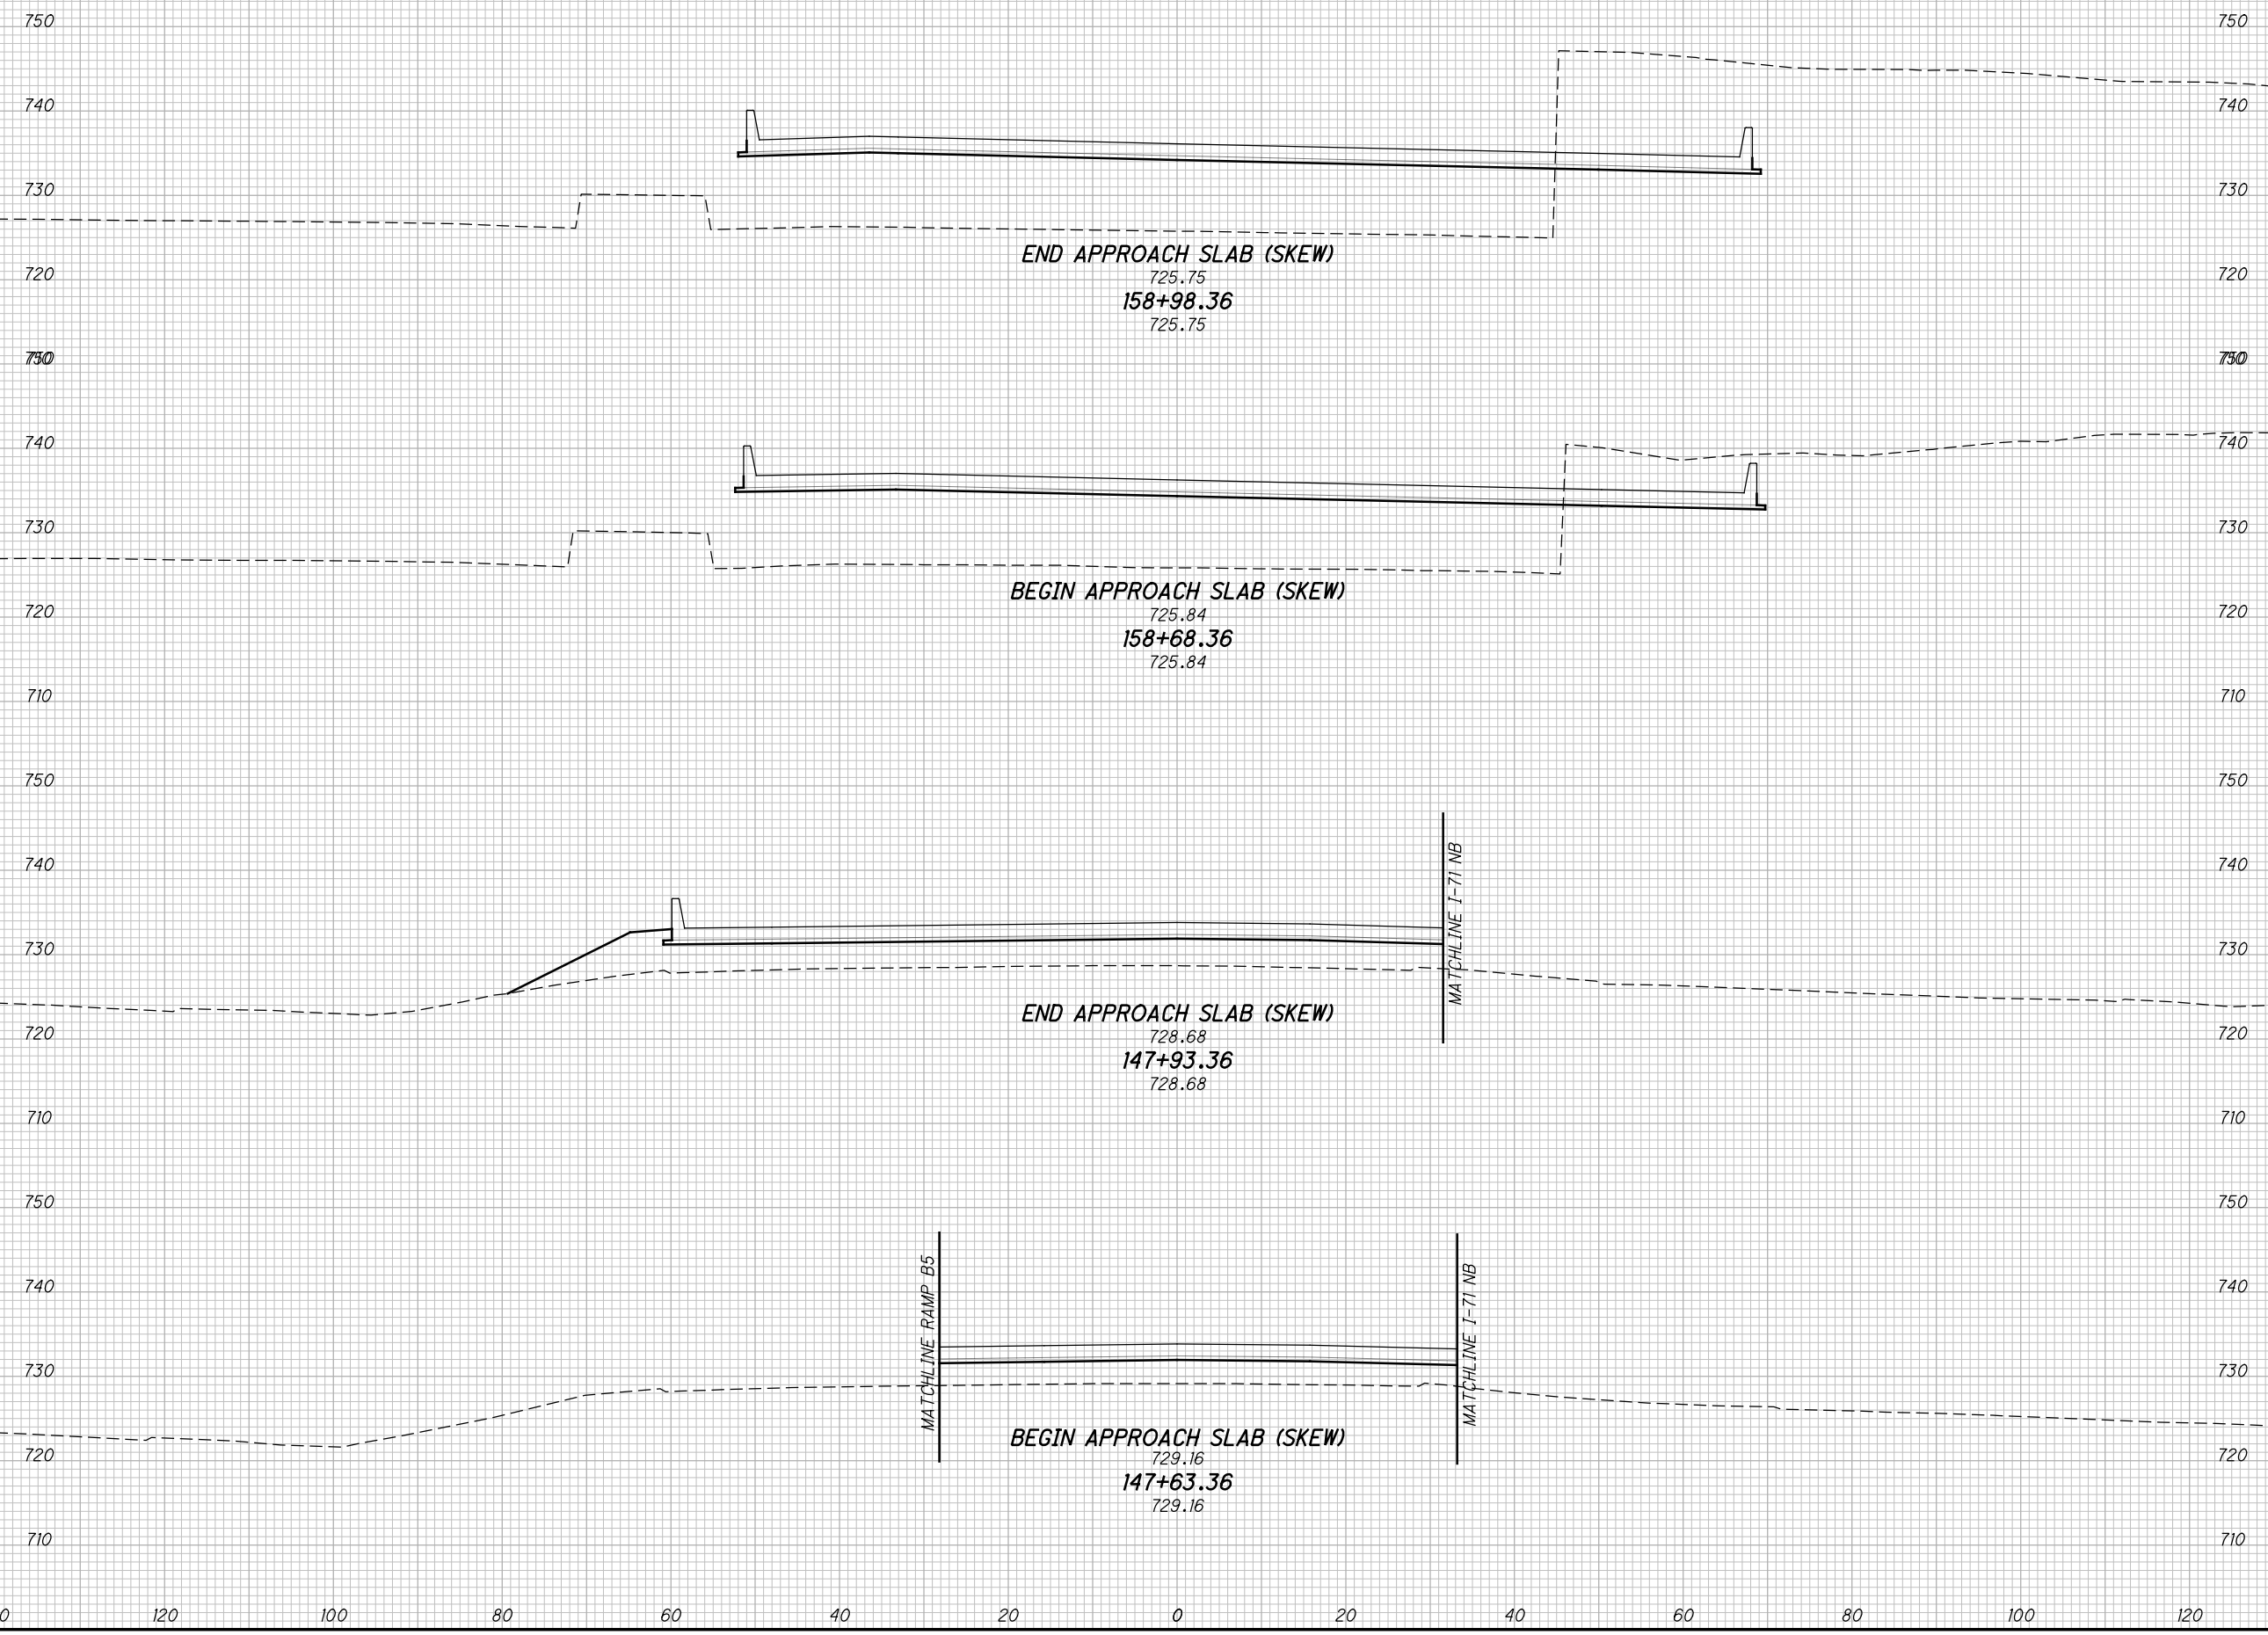 750 750
740 740
730 730
END APPROACH SLAB (SKEW)
720 725.75 720
158+98.36
725.75
750 750
740 740
730 730
BEGIN APPROACH SLAB (SKEW)
720 725.84 720
158+68.36
725.84
710 710
750 750
740 740
MATCHLINE I-71 NB
730 730
END APPROACH SLAB (SKEW)
720 728.68 720
147+93.36
728.68
710 710
750 750
740 740
MATCHLINE RAMP B5
MATCHLINE I-71 NB
730 730
BEGIN APPROACH SLAB (SKEW)
720 729.16 720
147+63.36
729.16
710 710
0 120 100 80 60 40 20 0 20 40 60 80 100 120